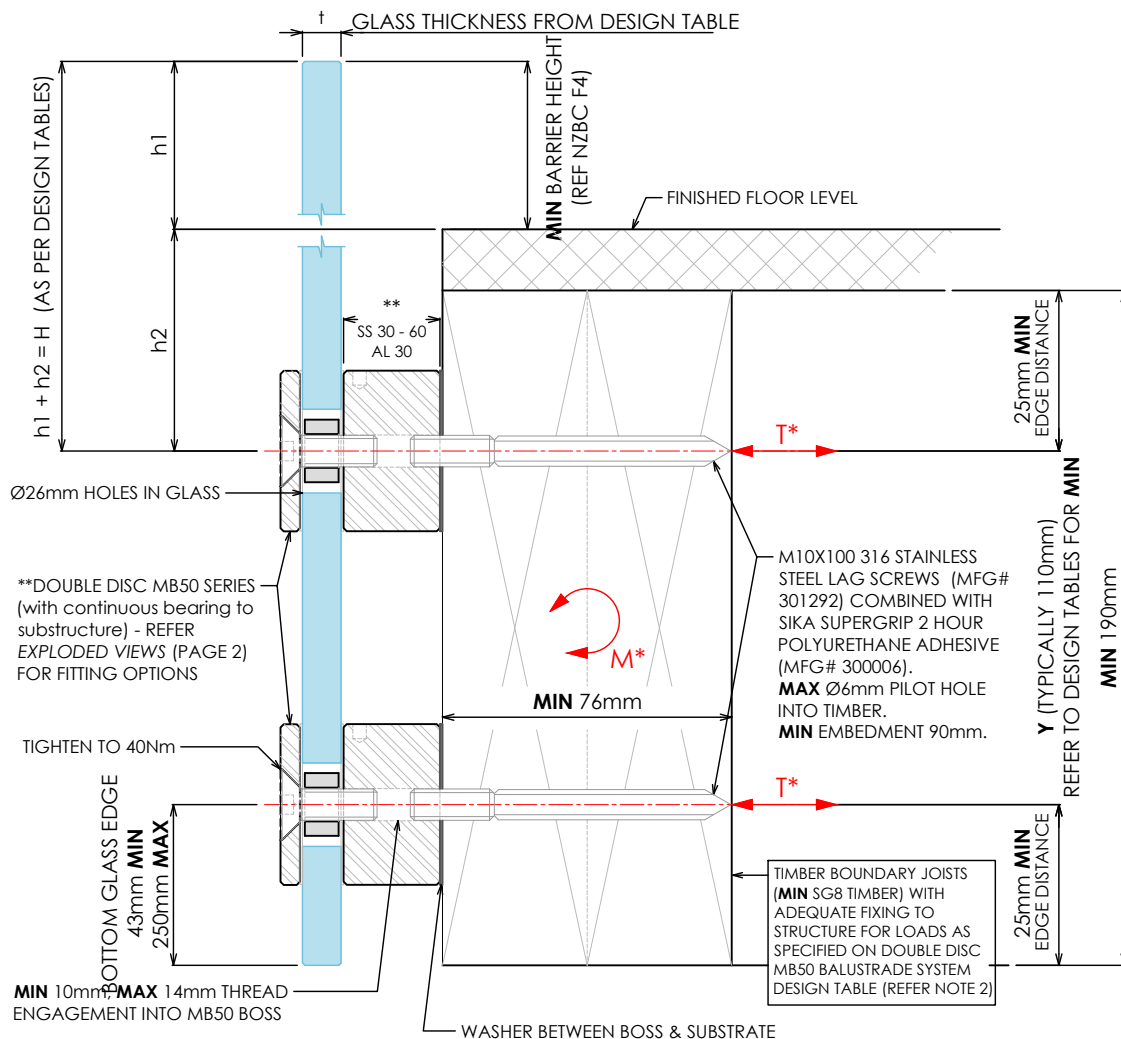 t
GLASS THICKNESS FROM DESIGN TABLE
h1 + h2 = H (AS PER DESIGN TABLES)
h1
MIN BARRIER HEIGHT
(REF NZBC F4)
FINISHED FLOOR LEVEL
h2
**
SS 30 - 60
AL 30
25mm MIN
EDGE DISTANCE
T*
Ø26mm HOLES IN GLASS
**DOUBLE DISC MB50 SERIES
(with continuous bearing to
substructure) - REFER
EXPLODED VIEWS (PAGE 2)
FOR FITTING OPTIONS
M10X100 316 STAINLESS
STEEL LAG SCREWS (MFG#
301292) COMBINED WITH
SIKA SUPERGRIP 2 HOUR
POLYURETHANE ADHESIVE
(MFG# 300006).
MAX Ø6mm PILOT HOLE
INTO TIMBER.
MIN EMBEDMENT 90mm.
Y (TYPICALLY 110mm)
REFER TO DESIGN TABLES FOR MIN
MIN 190mm
M*
MIN 76mm
TIGHTEN TO 40Nm
BOTTOM GLASS EDGE
43mm MIN
250mm MAX
T*
25mm MIN
EDGE DISTANCE
TIMBER BOUNDARY JOISTS
(MIN SG8 TIMBER) WITH
ADEQUATE FIXING TO
STRUCTURE FOR LOADS AS
SPECIFIED ON DOUBLE DISC
MB50 BALUSTRADE SYSTEM
DESIGN TABLE (REFER NOTE 2)
MIN 10mm, MAX 14mm THREAD
ENGAGEMENT INTO MB50 BOSS
WASHER BETWEEN BOSS & SUBSTRATE